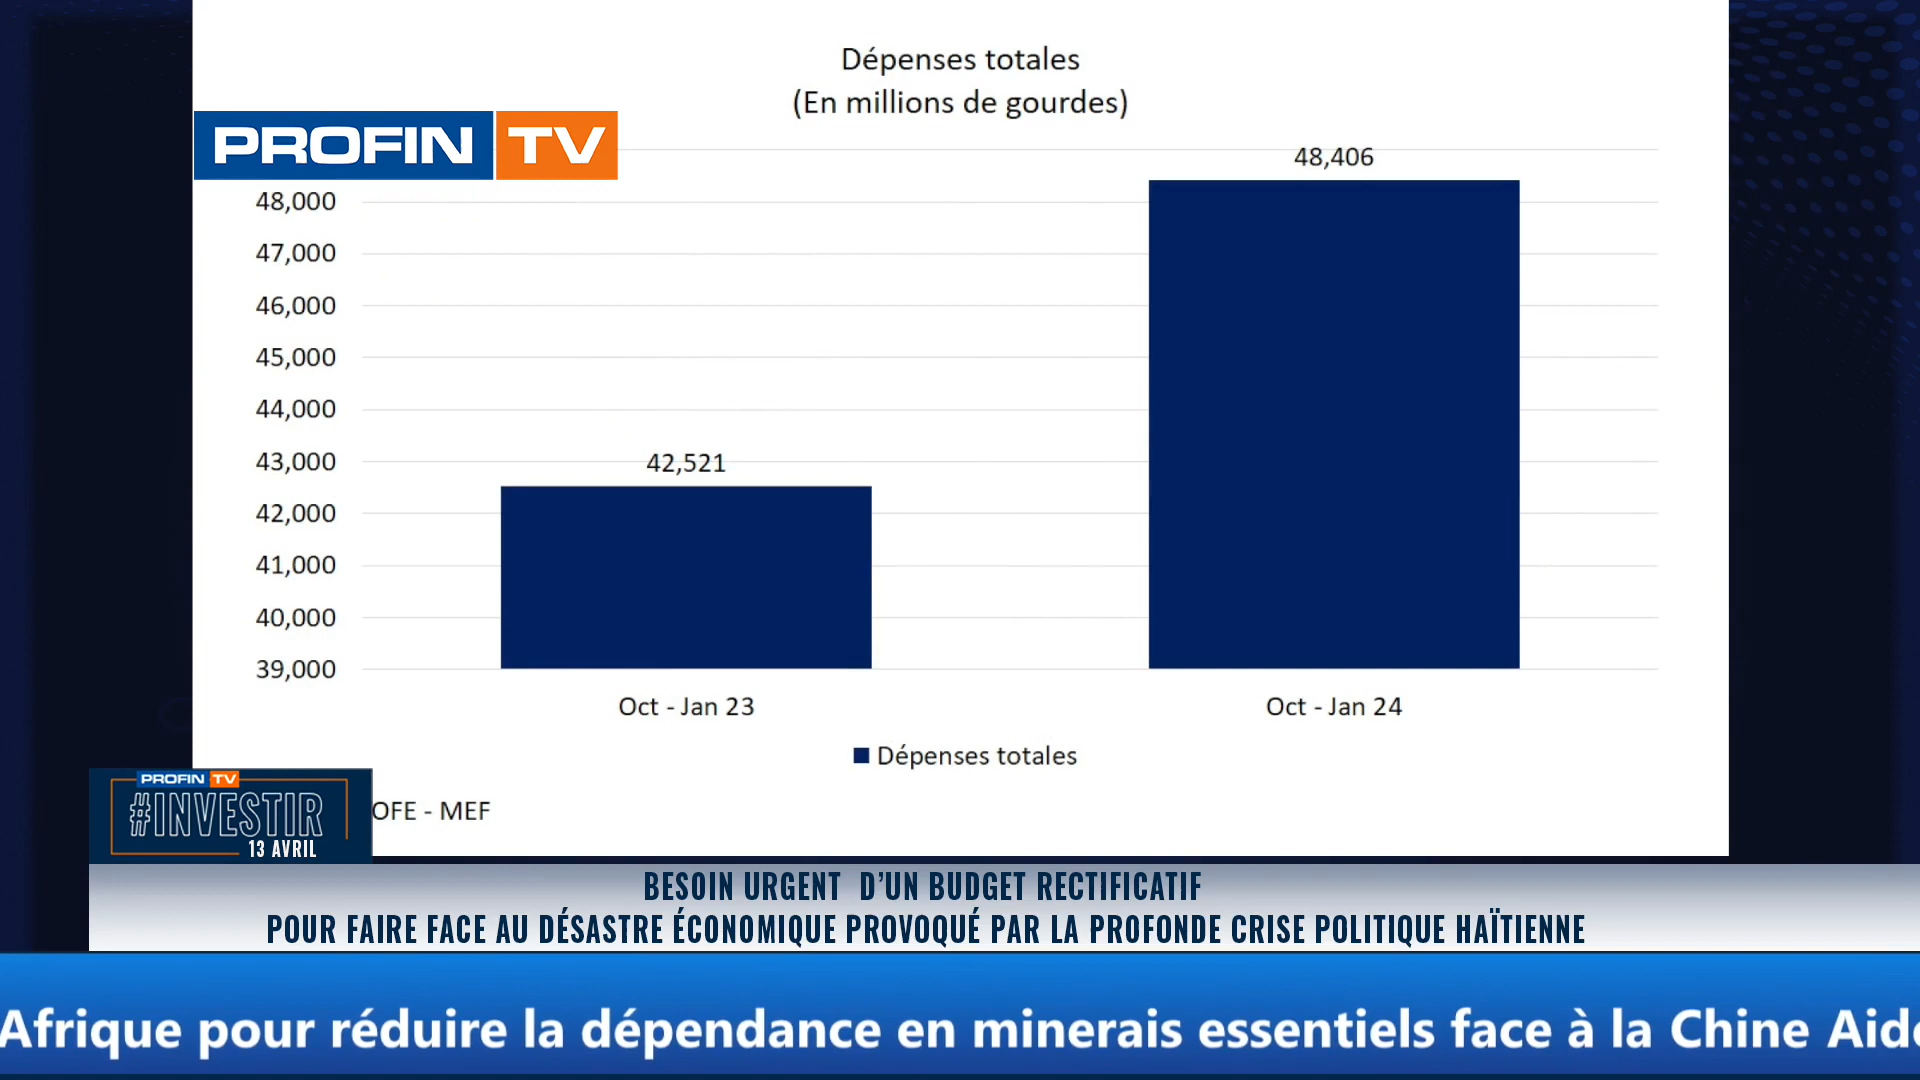 Dépenses totales
(En millions de gourdes)
PROFIN TV
48,406
48,000
47,000
46,000
45,000
44,000
43,000
42,521
42,000
41,000
40,000
39,000
Oct - Jan 23
Oct - Jan 24
Dépenses totales
PROFIN TV
#INVESTIR
13 AVRIL
OFE - MEF
BESOIN URGENT D’UN BUDGET RECTIFICATIF
POUR FAIRE FACE AU DÉSASTRE ÉCONOMIQUE PROVOQUÉ PAR LA PROFONDE CRISE POLITIQUE HAÏTIENNE
Afrique pour réduire la dépendance en minerais essentiels face à la Chine